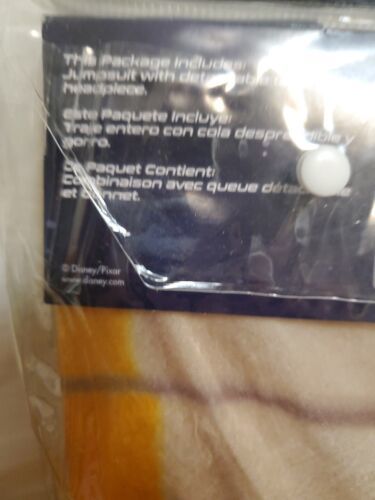 This Package Includes:
Jumpsuit with detachable
headpiece.
Este Paquete Incluye:
Traje entero con cola desprendible y
gorro.
Paquet Contient:
Combinaison avec queue détachable
et Bonnet.
© Disney/Pixar
www.disney.com